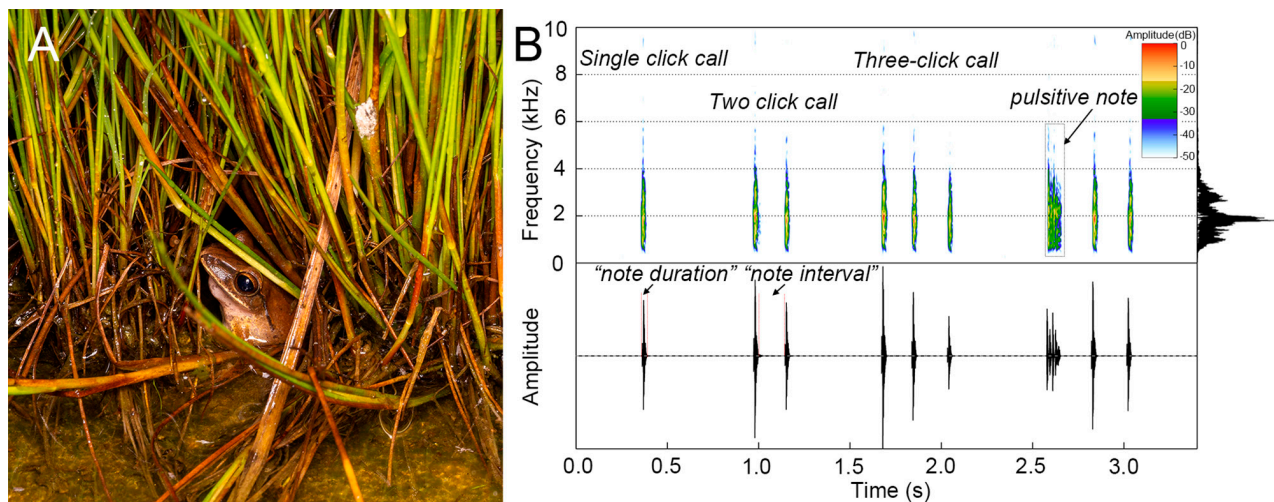 A
B
Single click call
Two click call
Three-click call
pulsitive note
Amplitude(dB)
0
-10
-20
-30
-40
-50
Frequency (kHz)
10
8
6
4
2
0
“note duration” “note interval”
Amplitude
0.0 0.5 1.0 1.5 2.0 2.5 3.0
Time (s)